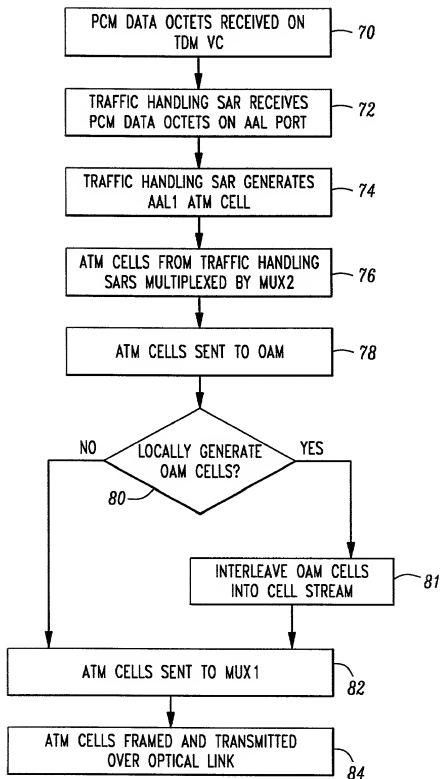 PCM DATA OCTETS RECEIVED ON
TDM VC
70
TRAFFIC HANDLING SAR RECEIVES
PCM DATA OCTETS ON AAL PORT
72
TRAFFIC HANDLING SAR GENERATES
AAL1 ATM CELL
74
ATM CELLS FROM TRAFFIC HANDLING
SARS MULTIPLEXED BY MUX2
76
ATM CELLS SENT TO OAM
78
NO
LOCALLY GENERATE
OAM CELLS?
YES
80
INTERLEAVE OAM CELLS
INTO CELL STREAM
81
ATM CELLS SENT TO MUX1
82
ATM CELLS FRAMED AND TRANSMITTED
OVER OPTICAL LINK
84